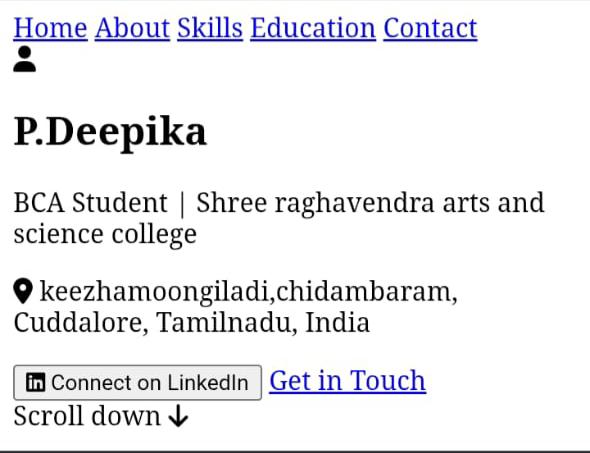 Home About Skills Education Contact
P.Deepika
BCA Student | Shree raghavendra arts and
science college
keezhamoongiladi,chidambaram,
Cuddalore, Tamilnadu, India
in Connect on LinkedIn Get in Touch
Scroll down ↓